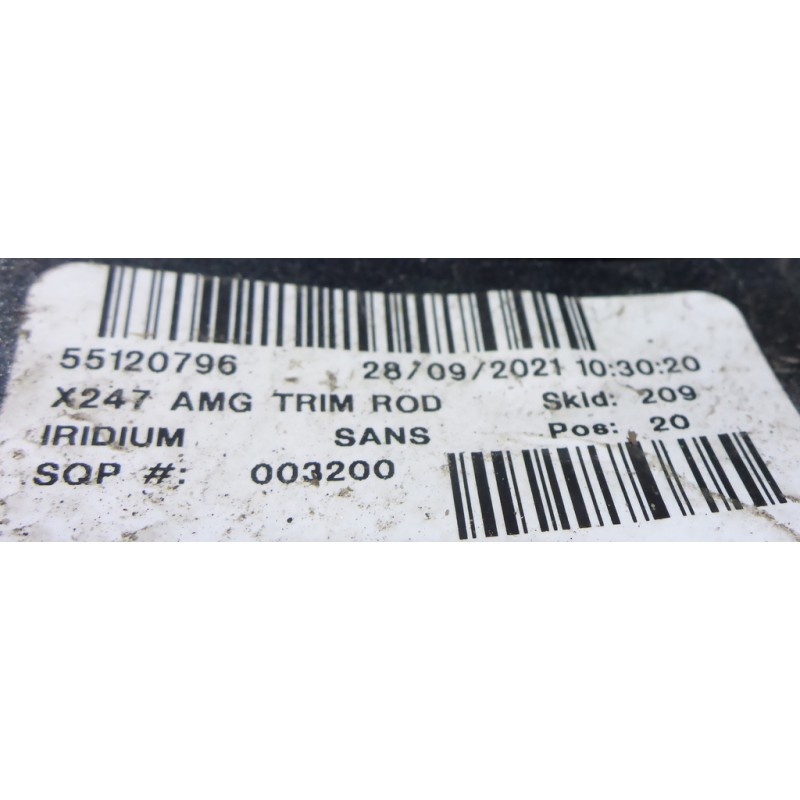 55120796 28/09/2021 10:30:20
X247 AMG TRIM ROD Skid: 209
IRIDIUM SANS Pos: 20
SQP #: 003200